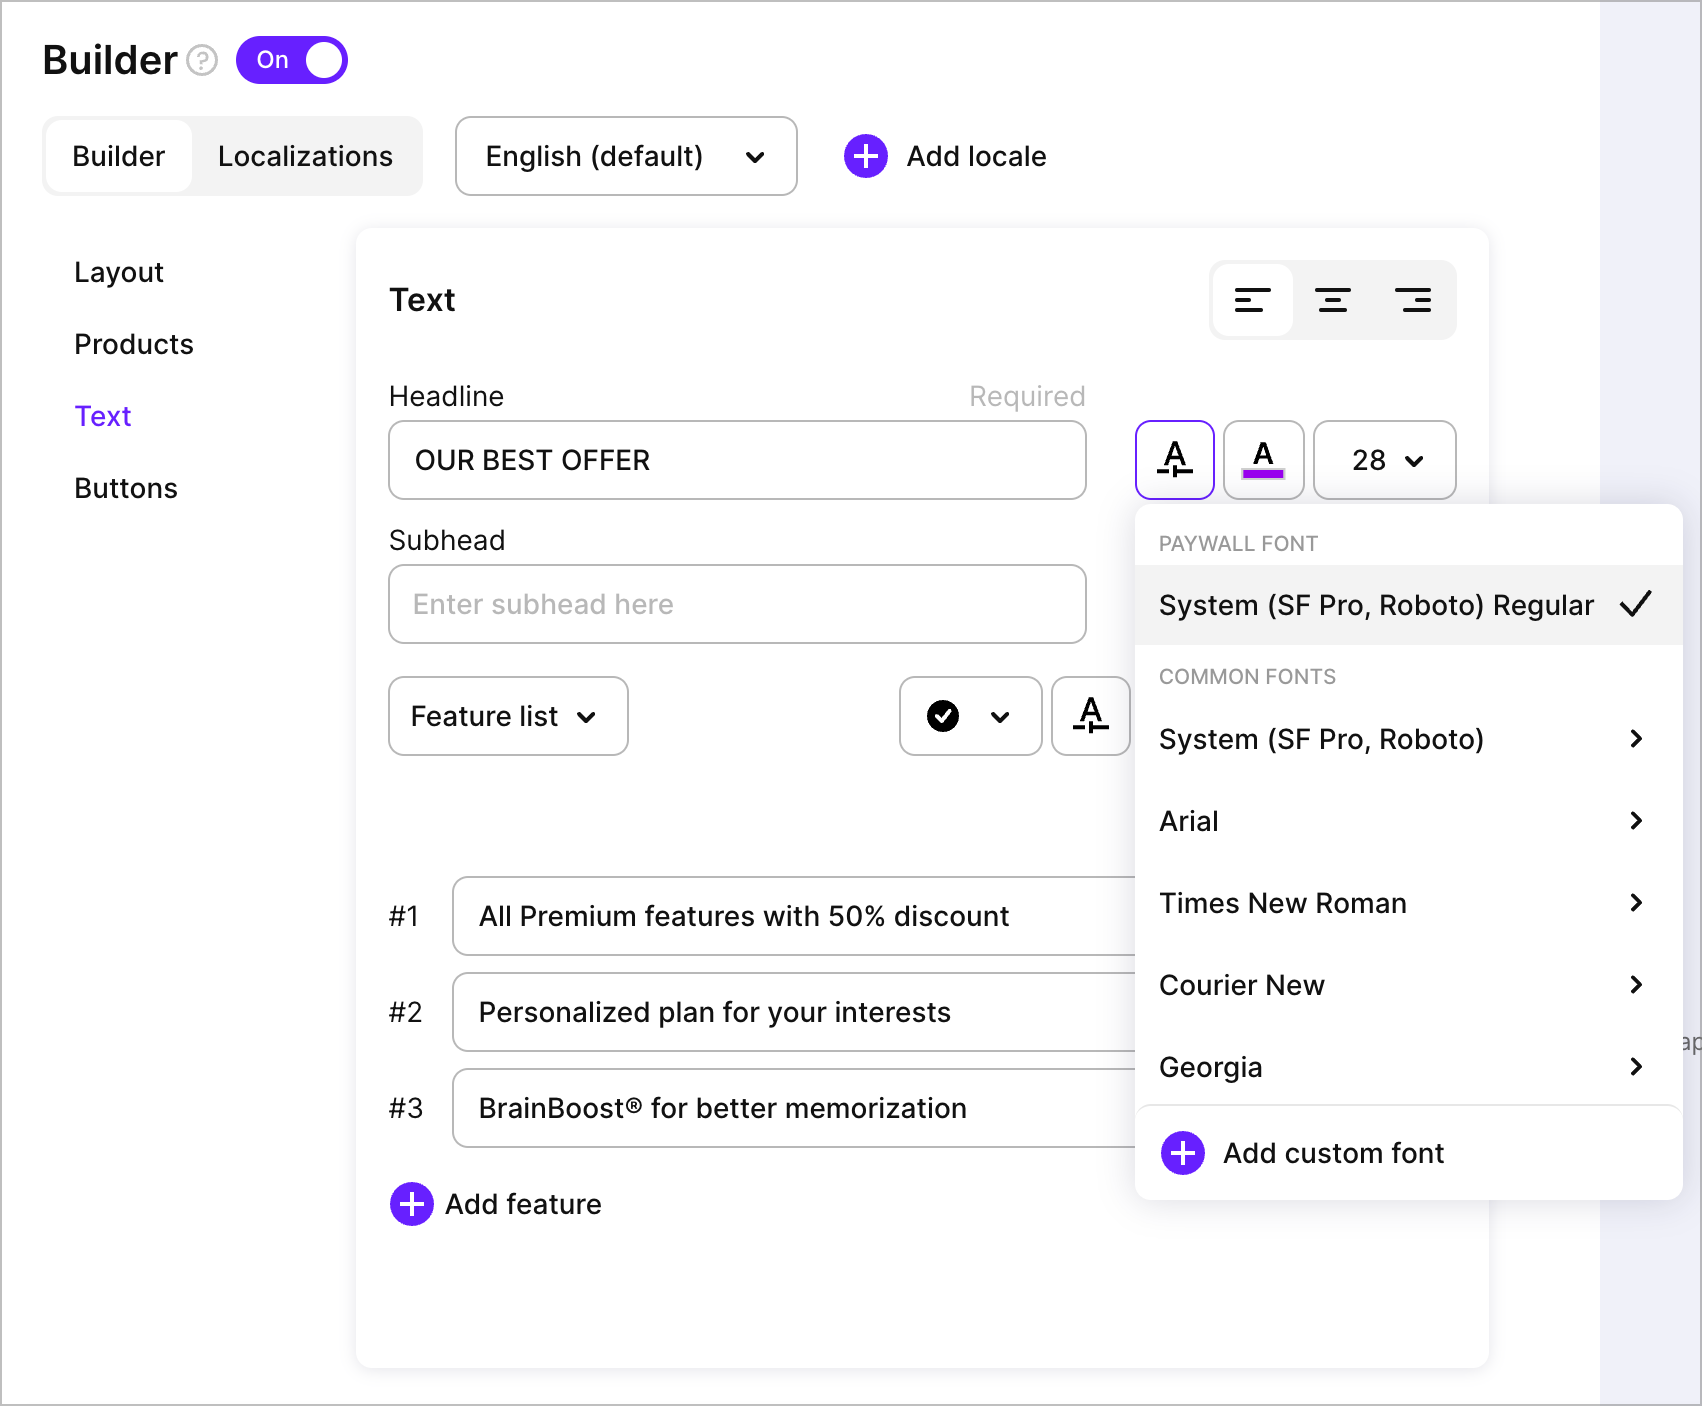 Builder ? On
Builder Localizations English (default) Add locale
Layout
Products
Text
Buttons
Text
Headline Required
OUR BEST OFFER A A 28
Subhead
Enter subhead here
Feature list A
#1 All Premium features with 50% discount
#2 Personalized plan for your interests
#3 BrainBoost® for better memorization
Add feature
PAYWALL FONT
System (SF Pro, Roboto) Regular
COMMON FONTS
System (SF Pro, Roboto)
Arial
Times New Roman
Courier New
Georgia
Add custom font